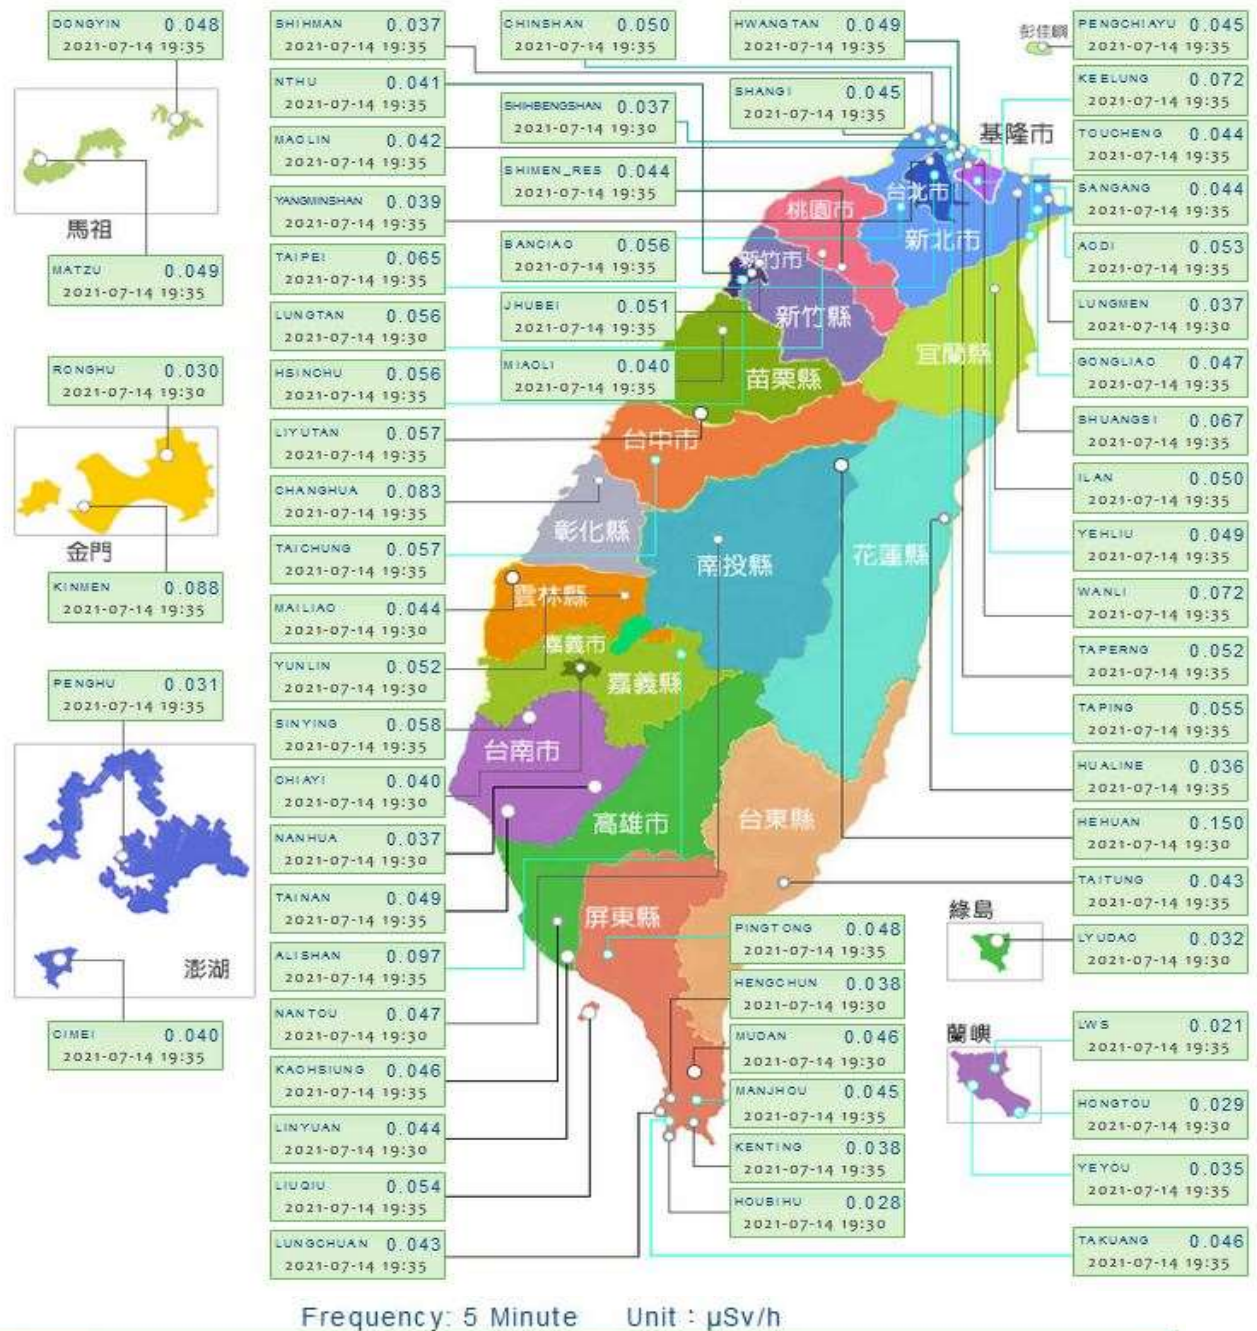 DONGYIN 0.048
2021-07-14 19:35
馬祖
MATZU 0.049
2021-07-14 19:35
RONGHU 0.030
2021-07-14 19:30
金門
KINMEN 0.088
2021-07-14 19:35
PENGHU 0.031
2021-07-14 19:35
澎湖
CIMEI 0.040
2021-07-14 19:35
SHIHMAN 0.037
2021-07-14 19:35
NTHU 0.041
2021-07-14 19:35
MAOLIN 0.042
2021-07-14 19:35
YANGMINSHAN 0.039
2021-07-14 19:35
TAIPEI 0.065
2021-07-14 19:35
LUNGTAN 0.056
2021-07-14 19:30
HSINCHU 0.056
2021-07-14 19:35
LIYUTAN 0.057
2021-07-14 19:35
CHANGHUA 0.083
2021-07-14 19:35
TAICHUNG 0.057
2021-07-14 19:35
MAILIAO 0.044
2021-07-14 19:30
YUNLIN 0.052
2021-07-14 19:30
SINYING 0.058
2021-07-14 19:35
CHIAYI 0.040
2021-07-14 19:30
NANHUA 0.037
2021-07-14 19:30
TAINAN 0.049
2021-07-14 19:35
ALISHAN 0.097
2021-07-14 19:35
NANTOU 0.047
2021-07-14 19:35
KAOHSIUNG 0.046
2021-07-14 19:35
LINYUAN 0.044
2021-07-14 19:30
LIUQIU 0.054
2021-07-14 19:35
LUNGCHUAN 0.043
2021-07-14 19:35
CHINSHAN 0.050
2021-07-14 19:35
SHIHBENGSHAN 0.037
2021-07-14 19:30
SHIMEN_RES 0.044
2021-07-14 19:35
BANCIAO 0.056
2021-07-14 19:35
JHUBEI 0.051
2021-07-14 19:35
MIAOLI 0.040
2021-07-14 19:35
HWANGTAN 0.049
2021-07-14 19:35
SHANGI 0.045
2021-07-14 19:35
彭佳嶼
基隆市
台北市
新北市
桃園市
新竹市
新竹縣
宜蘭縣
苗栗縣
台中市
彰化縣
南投縣
花蓮縣
雲林縣
嘉義市
嘉義縣
台南市
高雄市
台東縣
屏東縣
PINGTONG 0.048
2021-07-14 19:35
HENGCHUN 0.038
2021-07-14 19:30
MUDAN 0.046
2021-07-14 19:30
MANJHOU 0.045
2021-07-14 19:35
KENTING 0.038
2021-07-14 19:35
HOUBIHU 0.028
2021-07-14 19:30
綠島
蘭嶼
PENGCHIAYU 0.045
2021-07-14 19:35
KEELUNG 0.072
2021-07-14 19:35
TOUCHENG 0.044
2021-07-14 19:35
SANGANG 0.044
2021-07-14 19:35
AODI 0.053
2021-07-14 19:35
LUNGMEN 0.037
2021-07-14 19:30
GONGLIAO 0.047
2021-07-14 19:35
SHUANGSI 0.067
2021-07-14 19:35
ILAN 0.050
2021-07-14 19:35
YEHLIU 0.049
2021-07-14 19:35
WANLI 0.072
2021-07-14 19:35
TAPERNG 0.052
2021-07-14 19:35
TAPING 0.055
2021-07-14 19:35
HUALINE 0.036
2021-07-14 19:35
HEHUAN 0.150
2021-07-14 19:30
TAITUNG 0.043
2021-07-14 19:35
LYUDAO 0.032
2021-07-14 19:30
LWS 0.021
2021-07-14 19:35
HONGTOU 0.029
2021-07-14 19:30
YEYOU 0.035
2021-07-14 19:35
TAKUANG 0.046
2021-07-14 19:35
Frequency: 5 Minute Unit：μSv/h